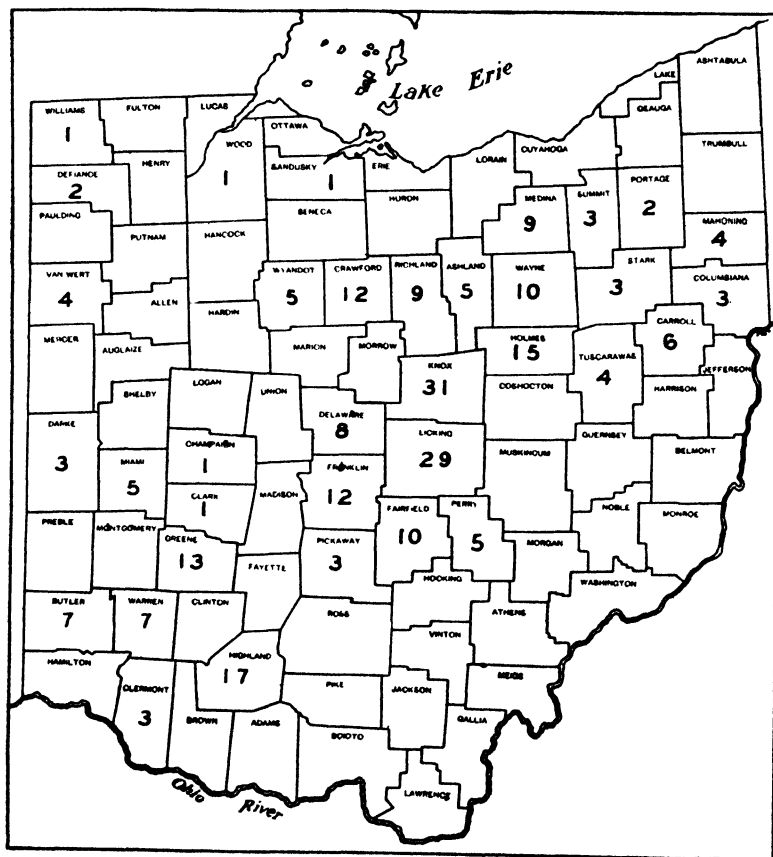 Lake Erie
ASHTABULA
LAKE
GEAUGA
WILLIAMS
1
FULTON
LUCAS
OTTAWA
WOOD
1
SANDUSKY
1
ERIE
LORAIN
CUYAHOGA
TRUMBULL
DEFIANCE
2
HENRY
SENECA
HURON
MEDINA
9
SUMMIT
3
PORTAGE
2
MAHONING
4
PAULDING
PUTNAM
HANCOCK
VAN WERT
4
ALLEN
WYANDOT
5
CRAWFORD
12
RICHLAND
9
ASHLAND
5
WAYNE
10
STARK
3
COLUMBIANA
3
HARDIN
MERCER
AUGLAIZE
MARION
MORROW
HOLMES
15
TUSCARAWAS
4
CARROLL
6
JEFFERSON
KNOX
31
COSHOCTON
HARRISON
SHELBY
LOGAN
UNION
DELAWARE
8
DARKE
3
MIAMI
5
CHAMPAIGN
1
CLARK
1
MADISON
FRANKLIN
12
LICKING
29
MUSKINGUM
GUERNSEY
BELMONT
PREBLE
MONTGOMERY
GREENE
13
FAYETTE
PICKAWAY
3
FAIRFIELD
10
PERRY
5
MORGAN
NOBLE
MONROE
HOCKING
WASHINGTON
BUTLER
7
WARREN
7
CLINTON
ROSS
VINTON
ATHENS
HAMILTON
CLERMONT
3
HIGHLAND
17
PIKE
JACKSON
MEIGS
BROWN
ADAMS
SCIOTO
GALLIA
LAWRENCE
Ohio River